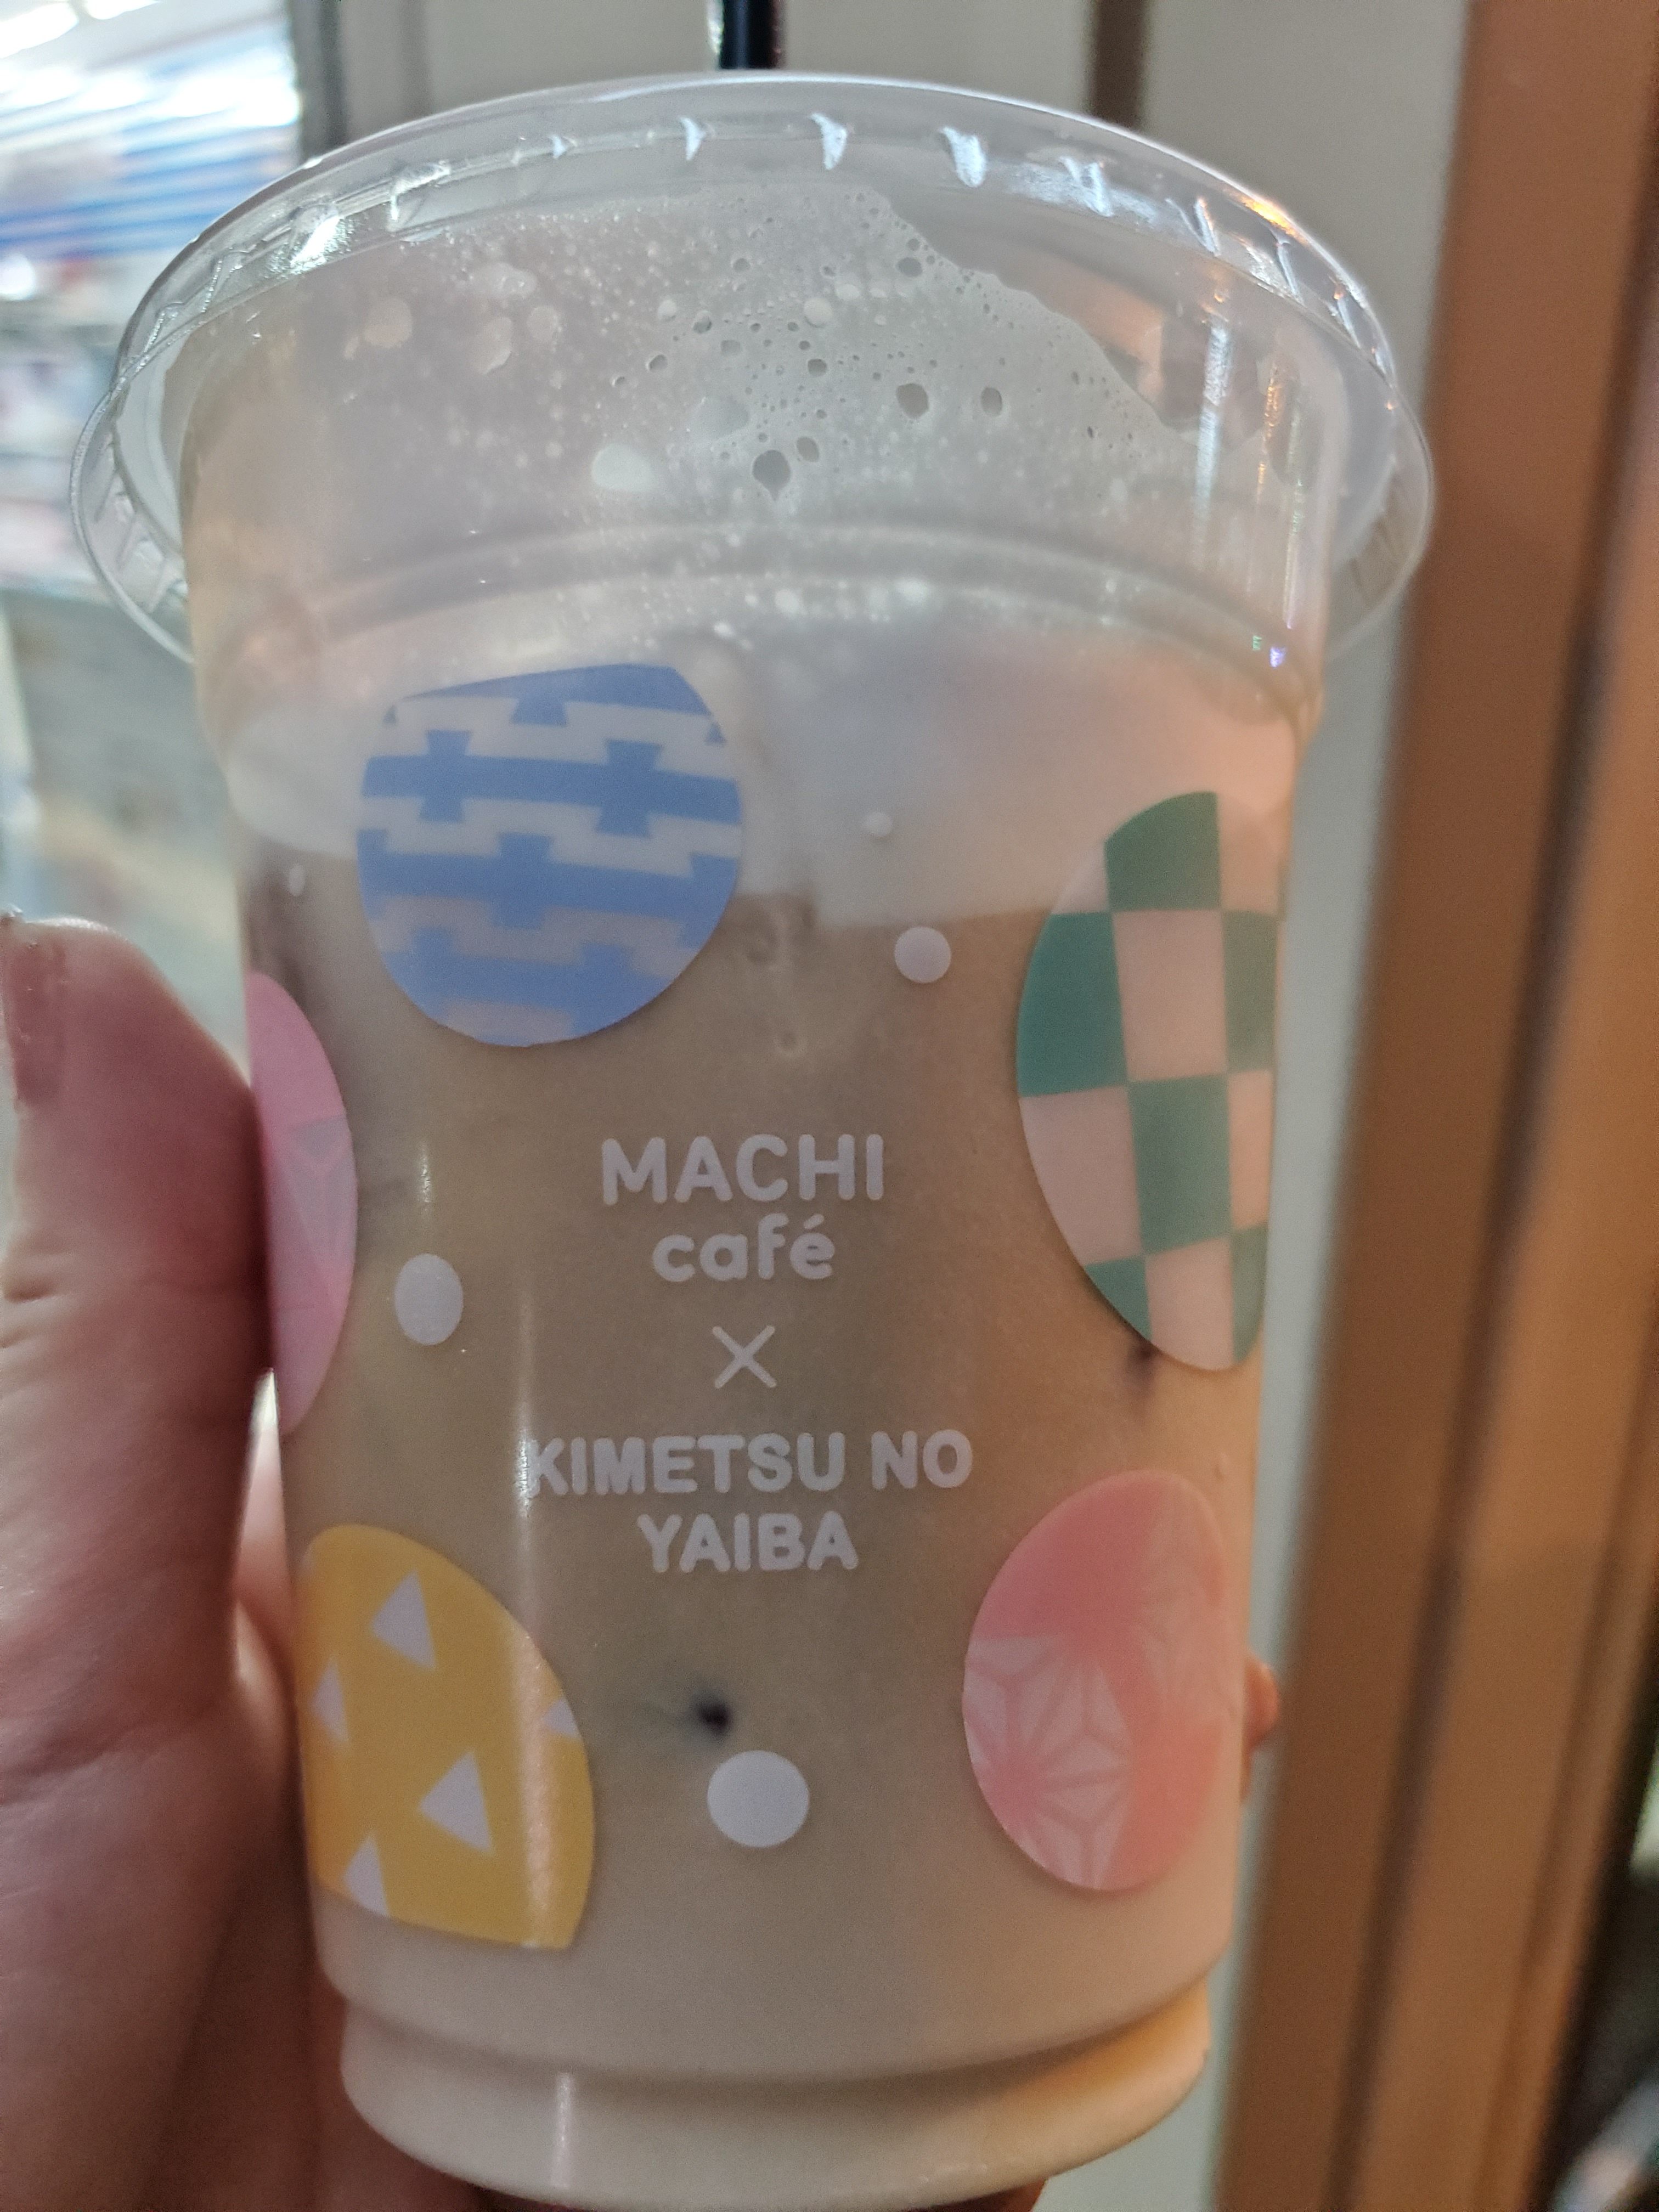 MACHI
café
×
KIMETSU NO
YAIBA